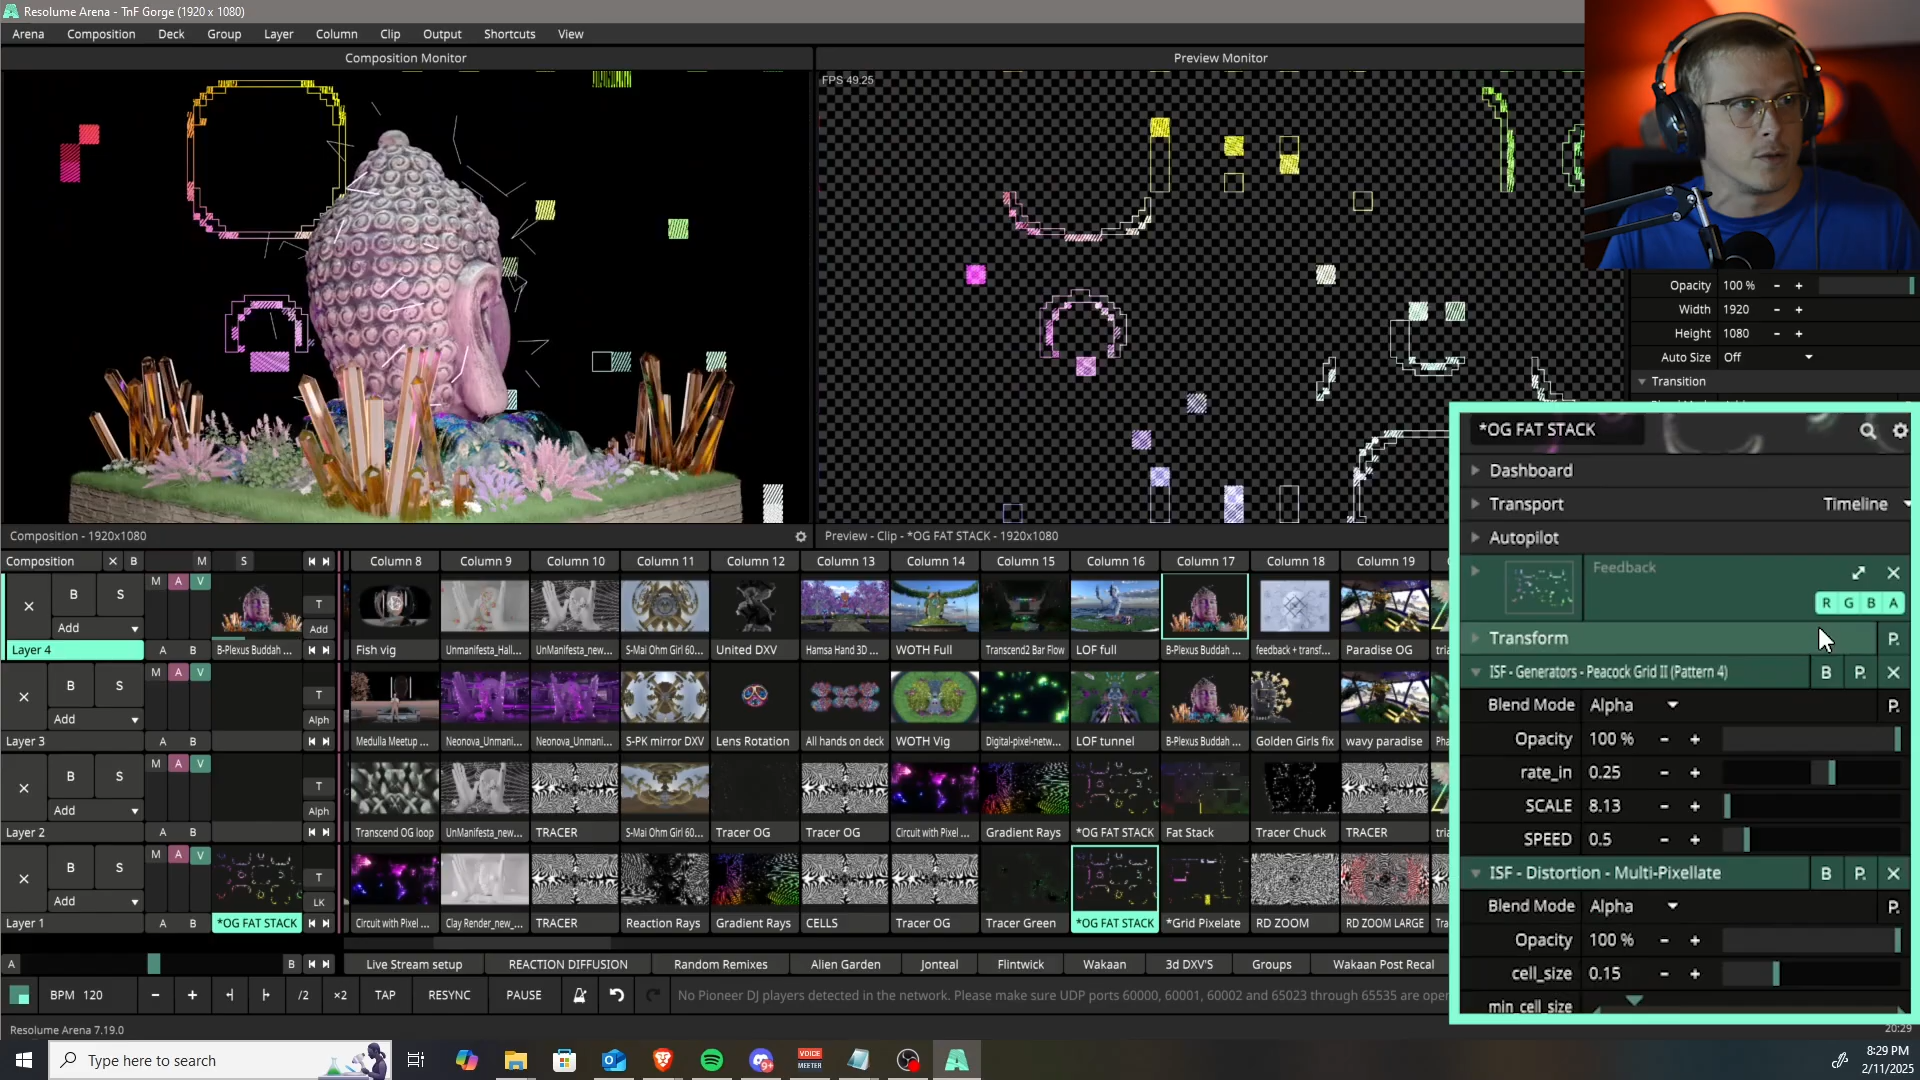 Resolume Arena - TnF Gorge (1920 x 1080)
Arena Composition Deck Group Layer Column Clip Output Shortcuts View
Composition Monitor
Preview Monitor
FPS 49.25
Opacity 100 % - +
Width 1920 - +
Height 1080 - +
Auto Size Off
Transition
*OG FAT STACK
Dashboard
Transport Timeline
Autopilot
Feedback
R G B A
Transform P.
ISF - Generators - Peacock Grid II (Pattern 4) B P.
Blend Mode Alpha P.
Opacity 100 % - +
rate_in 0.25 - +
SCALE 8.13 - +
SPEED 0.5 - +
ISF - Distortion - Multi-Pixellate B P.
Blend Mode Alpha P.
Opacity 100 % - +
cell_size 0.15 - +
min cell size
Composition - 1920x1080
Preview - Clip - *OG FAT STACK - 1920x1080
Composition X B M S
Column 8 Column 9 Column 10 Column 11 Column 12 Column 13 Column 14 Column 15 Column 16 Column 17 Column 18 Column 19
B S M A V T
Add Add
Layer 4 A B B-Plexus Buddah ...
Fish vig Unmanifesta_Hall... UnManifesta_new... S-Mai Ohm Girl 60... United DXV Hamsa Hand 3D ... WOTH Full Transcend2 Bar Flow LOF full B-Plexus Buddah ... feedback + transf... Paradise OG
B S M A V T
Add Alph
Layer 3 A B
Medulla Meetup ... Neonova_Unmani... Neonova_Unmani... S-PK mirror DXV Lens Rotation All hands on deck WOTH Vig Digital-pixel-netw... LOF tunnel B-Plexus Buddah ... Golden Girls fix wavy paradise
B S M A V T
Add Alph
Layer 2 A B
Transcend OG loop UnManifesta_new... TRACER S-Mai Ohm Girl 60... Tracer OG Tracer OG Circuit with Pixel ... Gradient Rays *OG FAT STACK Fat Stack Tracer Chuck TRACER
B S M A V T
Add LK
Layer 1 A B *OG FAT STACK
Circuit with Pixel ... Clay Render_new_... TRACER Reaction Rays Gradient Rays CELLS Tracer OG Tracer Green *OG FAT STACK *Grid Pixelate RD ZOOM RD ZOOM LARGE
A B
Live Stream setup REACTION DIFFUSION Random Remixes Alien Garden Jonteal Flintwick Wakaan 3d DXV'S Groups Wakaan Post Recal
BPM 120 - + /2 ×2 TAP RESYNC PAUSE
No Pioneer DJ players detected in the network. Please make sure UDP ports 60000, 60001, 60002 and 65023 through 65535 are open
Resolume Arena 7.19.0
20:29
Type here to search
VOICE
MEETER
8:29 PM
2/11/2025